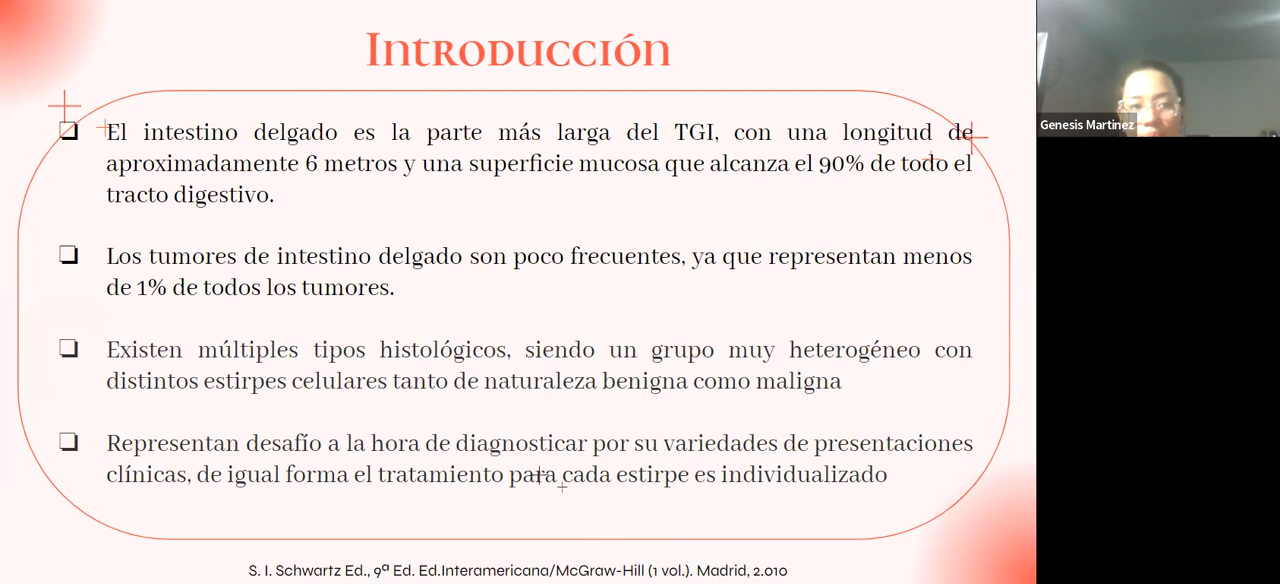 Introducción
El intestino delgado es la parte más larga del TGI, con una longitud de
aproximadamente 6 metros y una superficie mucosa que alcanza el 90% de todo el
tracto digestivo.
Los tumores de intestino delgado son poco frecuentes, ya que representan menos
de 1% de todos los tumores.
Existen múltiples tipos histológicos, siendo un grupo muy heterogéneo con
distintos estirpes celulares tanto de naturaleza benigna como maligna
Representan desafío a la hora de diagnosticar por su variedades de presentaciones
clínicas, de igual forma el tratamiento para cada estirpe es individualizado
S. I. Schwartz Ed., 9ª Ed. Ed.Interamericana/McGraw-Hill (1 vol.). Madrid, 2.010
Genesis Martinez